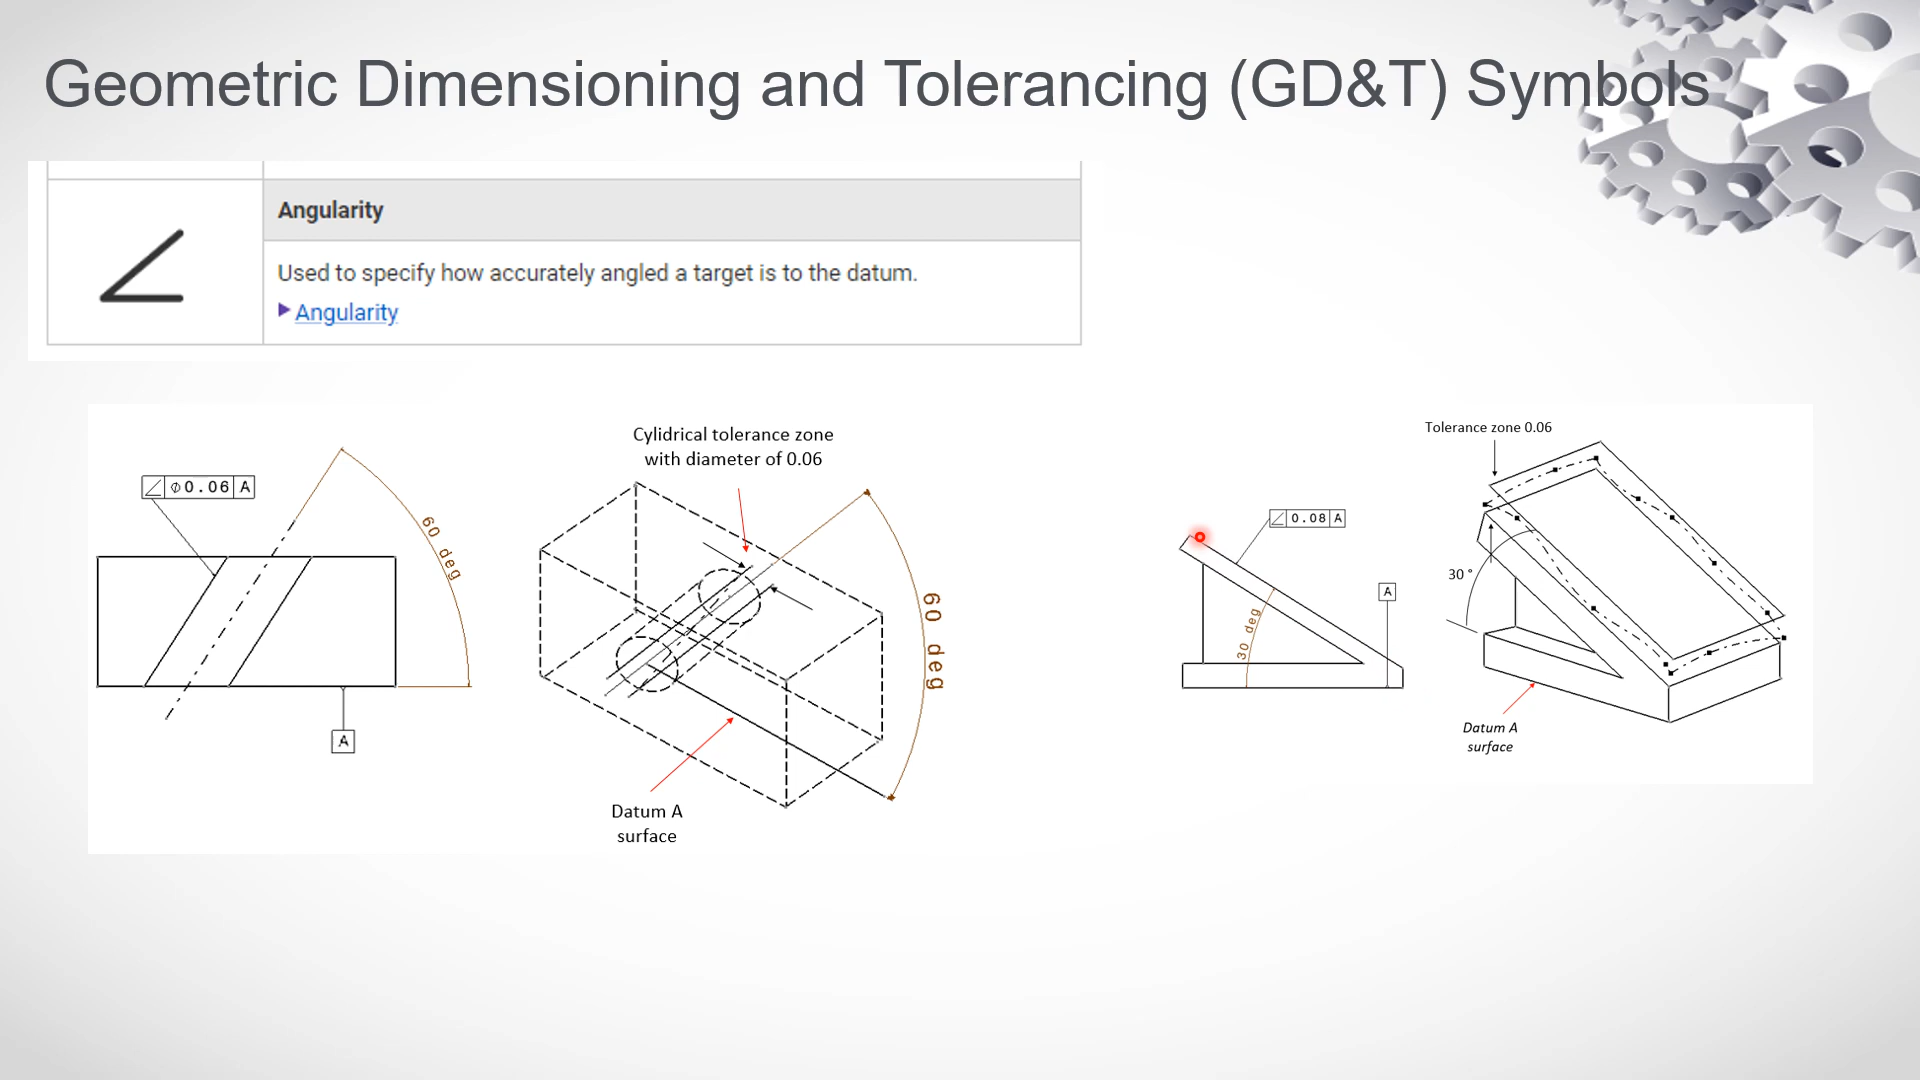 Geometric Dimensioning and Tolerancing (GD&T) Symbols
Angularity
Used to specify how accurately angled a target is to the datum.
Angularity
∠ ⌀0.06 A
60 deg
A
Cylidrical tolerance zone
with diameter of 0.06
60 deg
Datum A
surface
∠ 0.08 A
A
30 deg
Tolerance zone 0.06
30 °
Datum A
surface